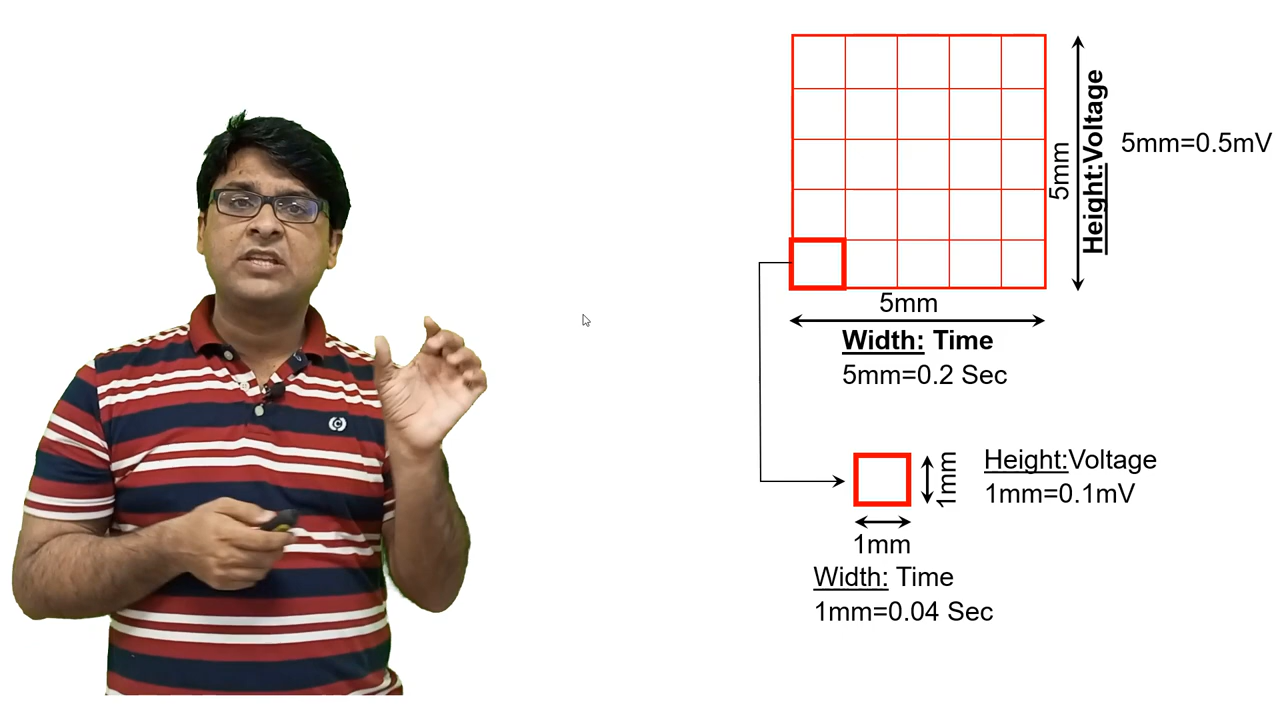 5mm
Height:Voltage
5mm=0.5mV
5mm
Width: Time
5mm=0.2 Sec
1mm
Height:Voltage
1mm=0.1mV
1mm
Width: Time
1mm=0.04 Sec